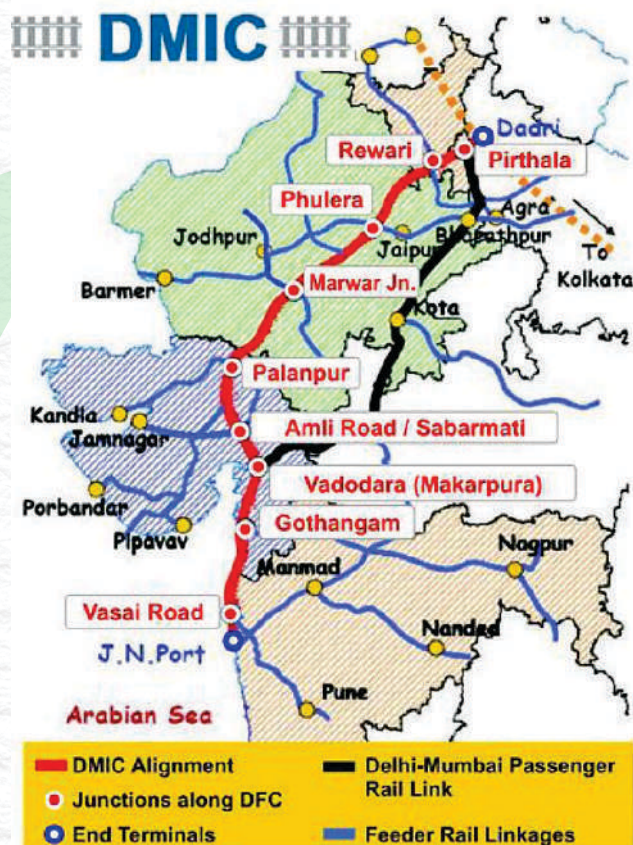 DMIC
Dadri
Rewari
Pirthala
Phulera
Agra
Jodhpur
Bharathpur
Jaipur
To
Kolkata
Barmer
Marwar Jn.
Kota
Palanpur
Kandla
Jamnagar
Amli Road / Sabarmati
Vadodara (Makarpura)
Porbandar
Pipavav
Gothangam
Nagpur
Manmad
Vasai Road
Nanded
J.N.Port
Pune
Arabian Sea
DMIC Alignment
Delhi-Mumbai Passenger
Rail Link
Junctions along DFC
End Terminals
Feeder Rail Linkages